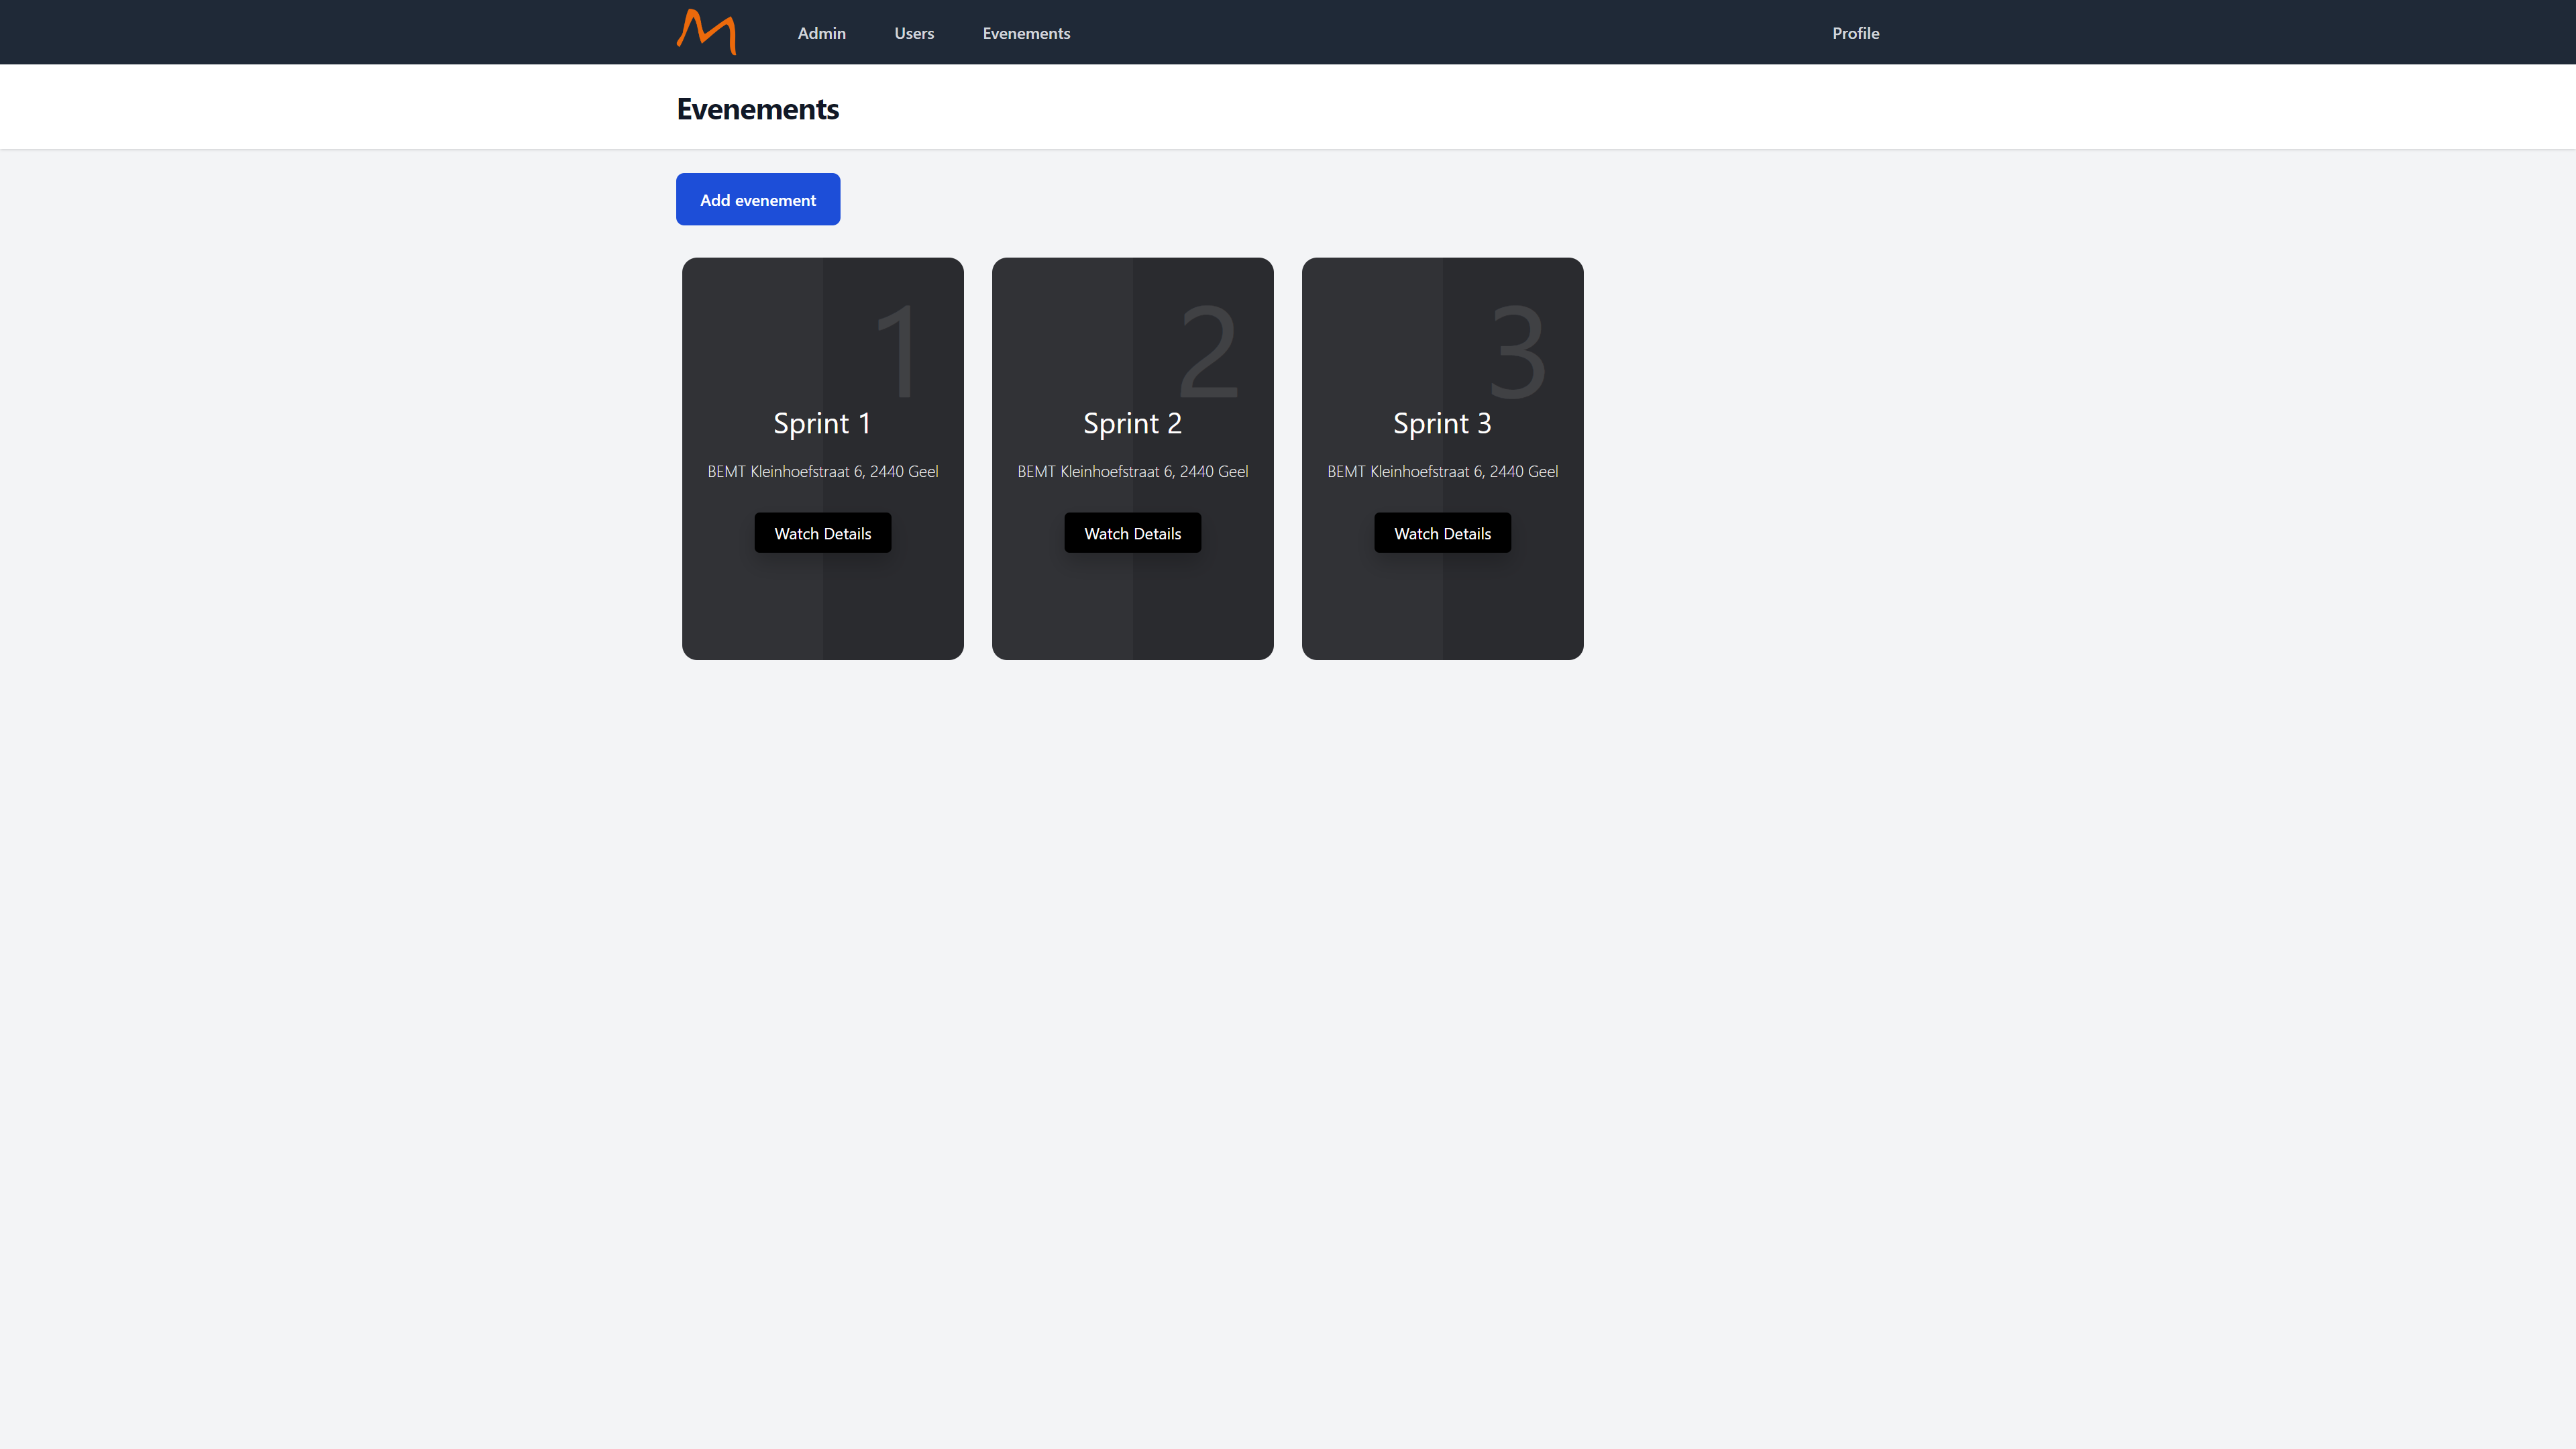 Admin Users Evenements Profile
Evenements
Add evenement
1
Sprint 1
BEMT Kleinhoefstraat 6, 2440 Geel
Watch Details
2
Sprint 2
BEMT Kleinhoefstraat 6, 2440 Geel
Watch Details
3
Sprint 3
BEMT Kleinhoefstraat 6, 2440 Geel
Watch Details